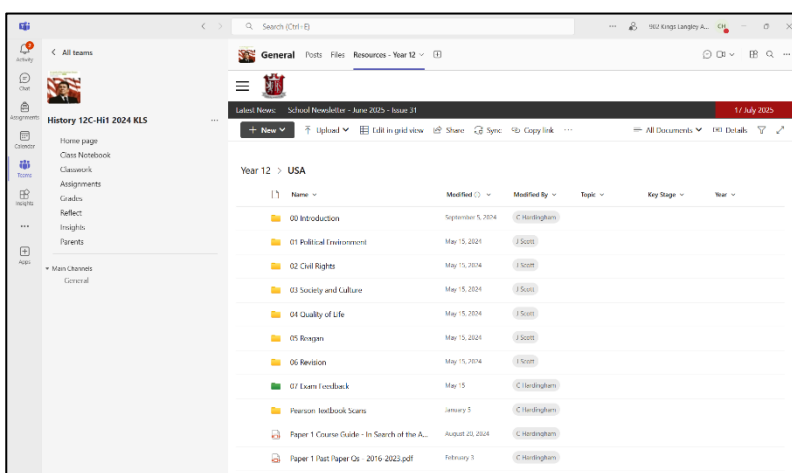 Search (Ctrl+E)
902 Kings Langley A...
CH
Activity
Chat
Assignments
Calendar
Teams
Insights
Apps
All teams
History 12C-Hi1 2024 KLS
Home page
Class Notebook
Classwork
Assignments
Grades
Reflect
Insights
Parents
Main Channels
General
General Posts Files Resources - Year 12
Latest News: School Newsletter - June 2025 - Issue 31 17 July 2025
+ New Upload Edit in grid view Share Sync Copy link ... All Documents Details
Year 12 > USA
Name Modified Modified By Topic Key Stage Year
00 Introduction September 5, 2024 C Hardingham
01 Political Environment May 15, 2024 J Scott
02 Civil Rights May 15, 2024 J Scott
03 Society and Culture May 15, 2024 J Scott
04 Quality of Life May 15, 2024 J Scott
05 Reagan May 15, 2024 J Scott
06 Revision May 15, 2024 J Scott
07 Exam Feedback May 15 C Hardingham
Pearson Textbook Scans January 5 C Hardingham
Paper 1 Course Guide - In Search of the A... August 20, 2024 C Hardingham
Paper 1 Past Paper Qs - 2016-2023.pdf February 3 C Hardingham